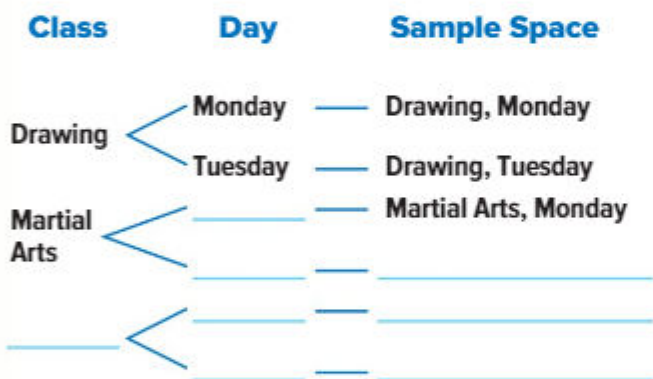 Class Day Sample Space
Monday Drawing, Monday
Drawing
Tuesday Drawing, Tuesday
Martial Arts, Monday
Martial
Arts